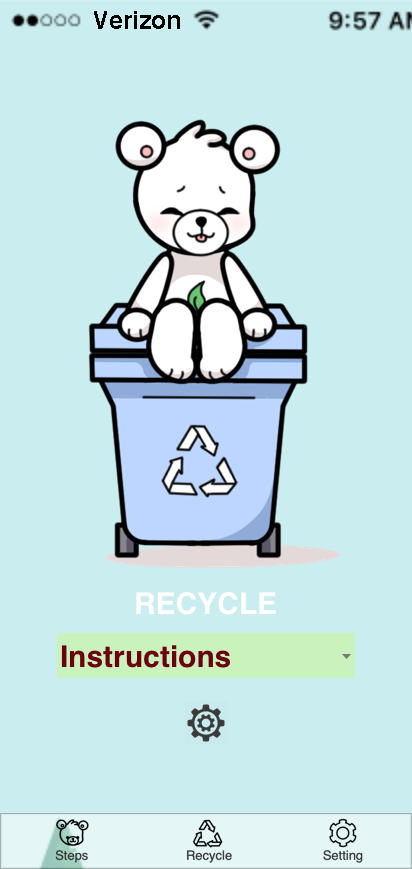 Verizon 9:57 AM
RECYCLE
Instructions
Steps Recycle Setting